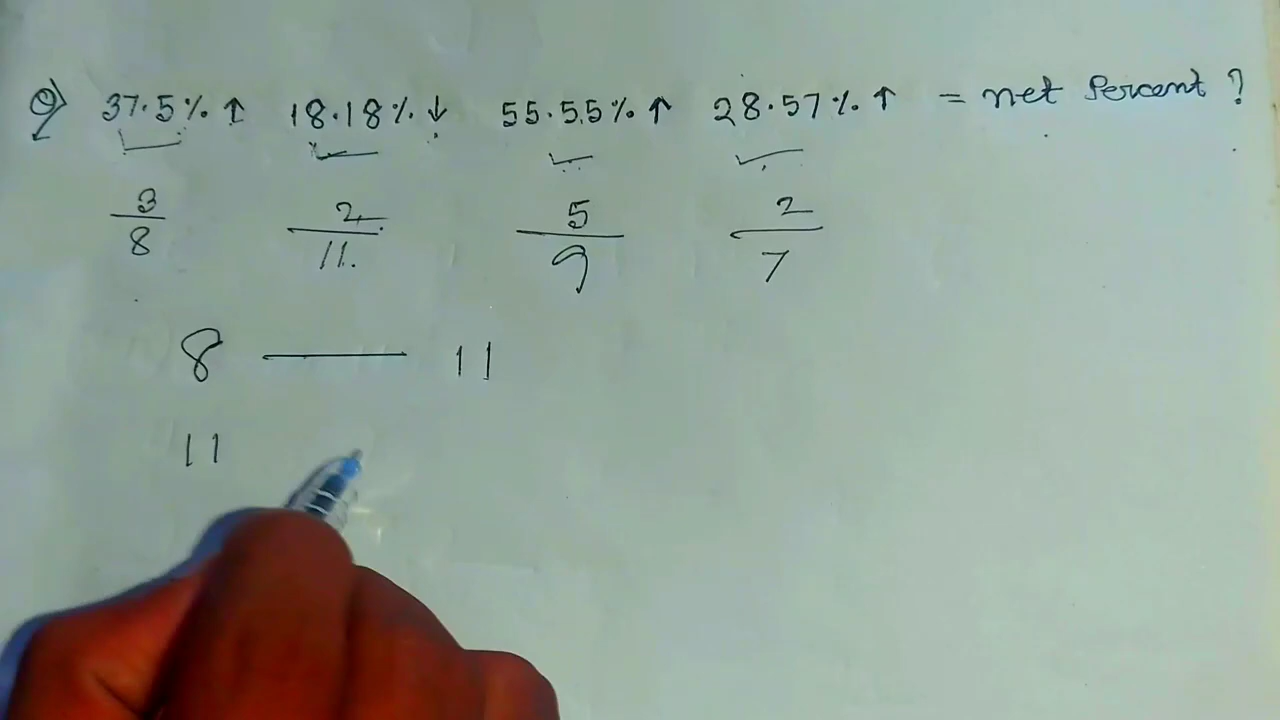 Q) 37.5%↑ 18.18%↓ 55.55%↑ 28.57%↑ = net Percent ?
3/8 2/11 5/9 2/7
8 — 11
11